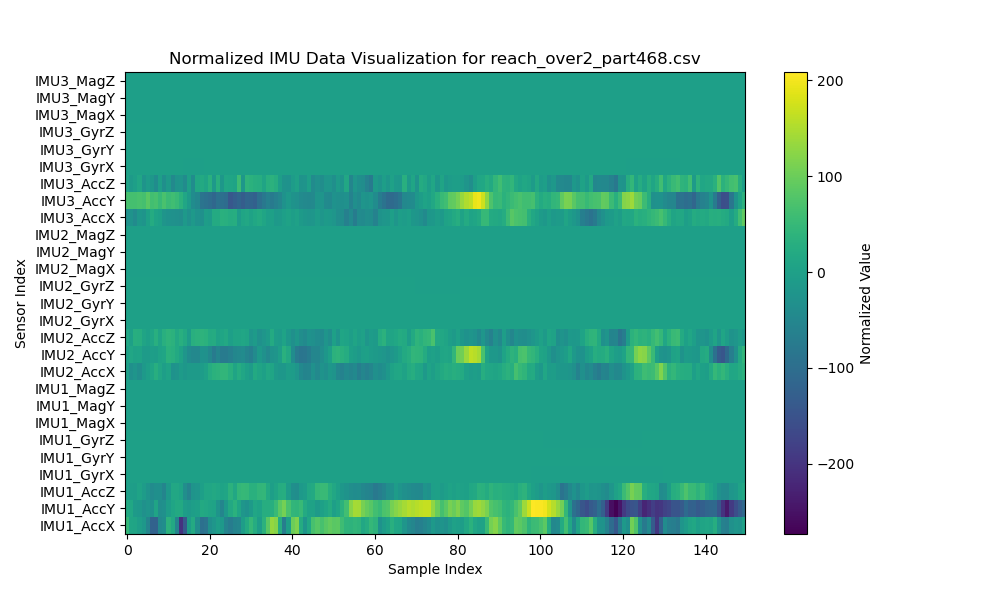 Normalized IMU Data Visualization for reach_over2_part468.csv
IMU3_MagZ
IMU3_MagY
IMU3_MagX
IMU3_GyrZ
IMU3_GyrY
IMU3_GyrX
IMU3_AccZ
IMU3_AccY
IMU3_AccX
IMU2_MagZ
IMU2_MagY
IMU2_MagX
IMU2_GyrZ
IMU2_GyrY
IMU2_GyrX
IMU2_AccZ
IMU2_AccY
IMU2_AccX
IMU1_MagZ
IMU1_MagY
IMU1_MagX
IMU1_GyrZ
IMU1_GyrY
IMU1_GyrX
IMU1_AccZ
IMU1_AccY
IMU1_AccX
Sensor Index
0 20 40 60 80 100 120 140
Sample Index
200
100
0
−100
−200
Normalized Value